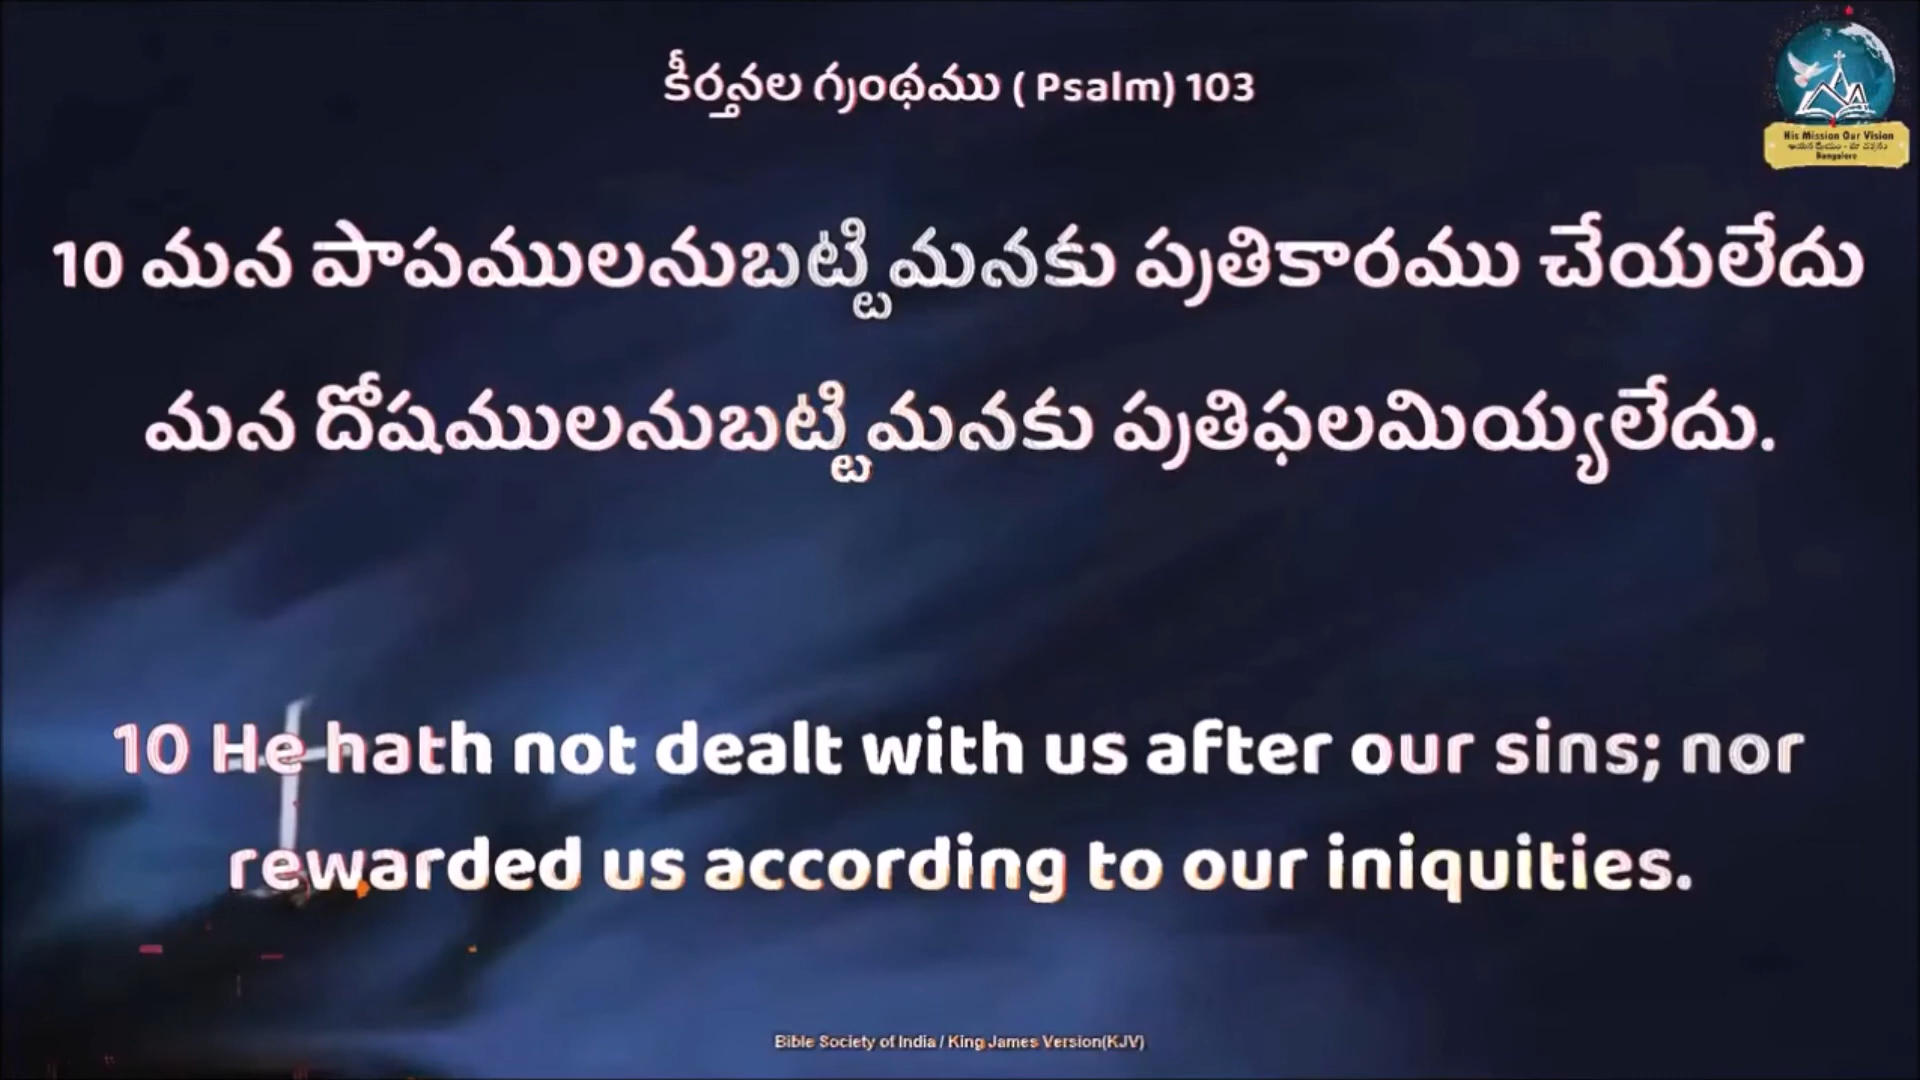 కీర్తనల గ్రంథము ( Psalm) 103
His Mission Our Vision
Bangalore
10 మన పాపములనుబట్టి మనకు ప్రతికారము చేయలేదు
మన దోషములనుబట్టి మనకు ప్రతిఫలమియ్యలేదు.
10 He hath not dealt with us after our sins; nor
rewarded us according to our iniquities.
Bible Society of India / King James Version(KJV)